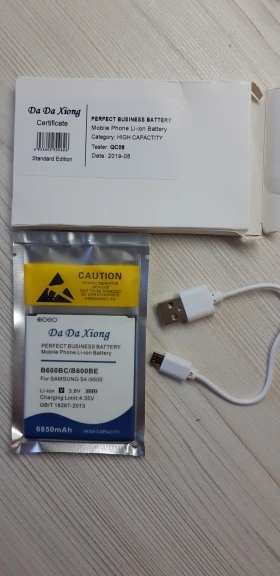 Da Da Xiong
Certificate
Standard Edition
PERFECT BUSINESS BATTERY
Mobile Phone Li-ion Battery
Category: HIGH CAPACTITY
Tester: QC08
Date: 2019-08
CAUTION
Da Da Xiong
PERFECT BUSINESS BATTERY
Mobile Phone Li-ion Battery
B600BC/B600BE
For SAMSUNG S4 i9500
Li-ion 3.8V
Charging Limit:4.35V
GB/T 18287-2013
6850mAh
HIGH CAPACITY